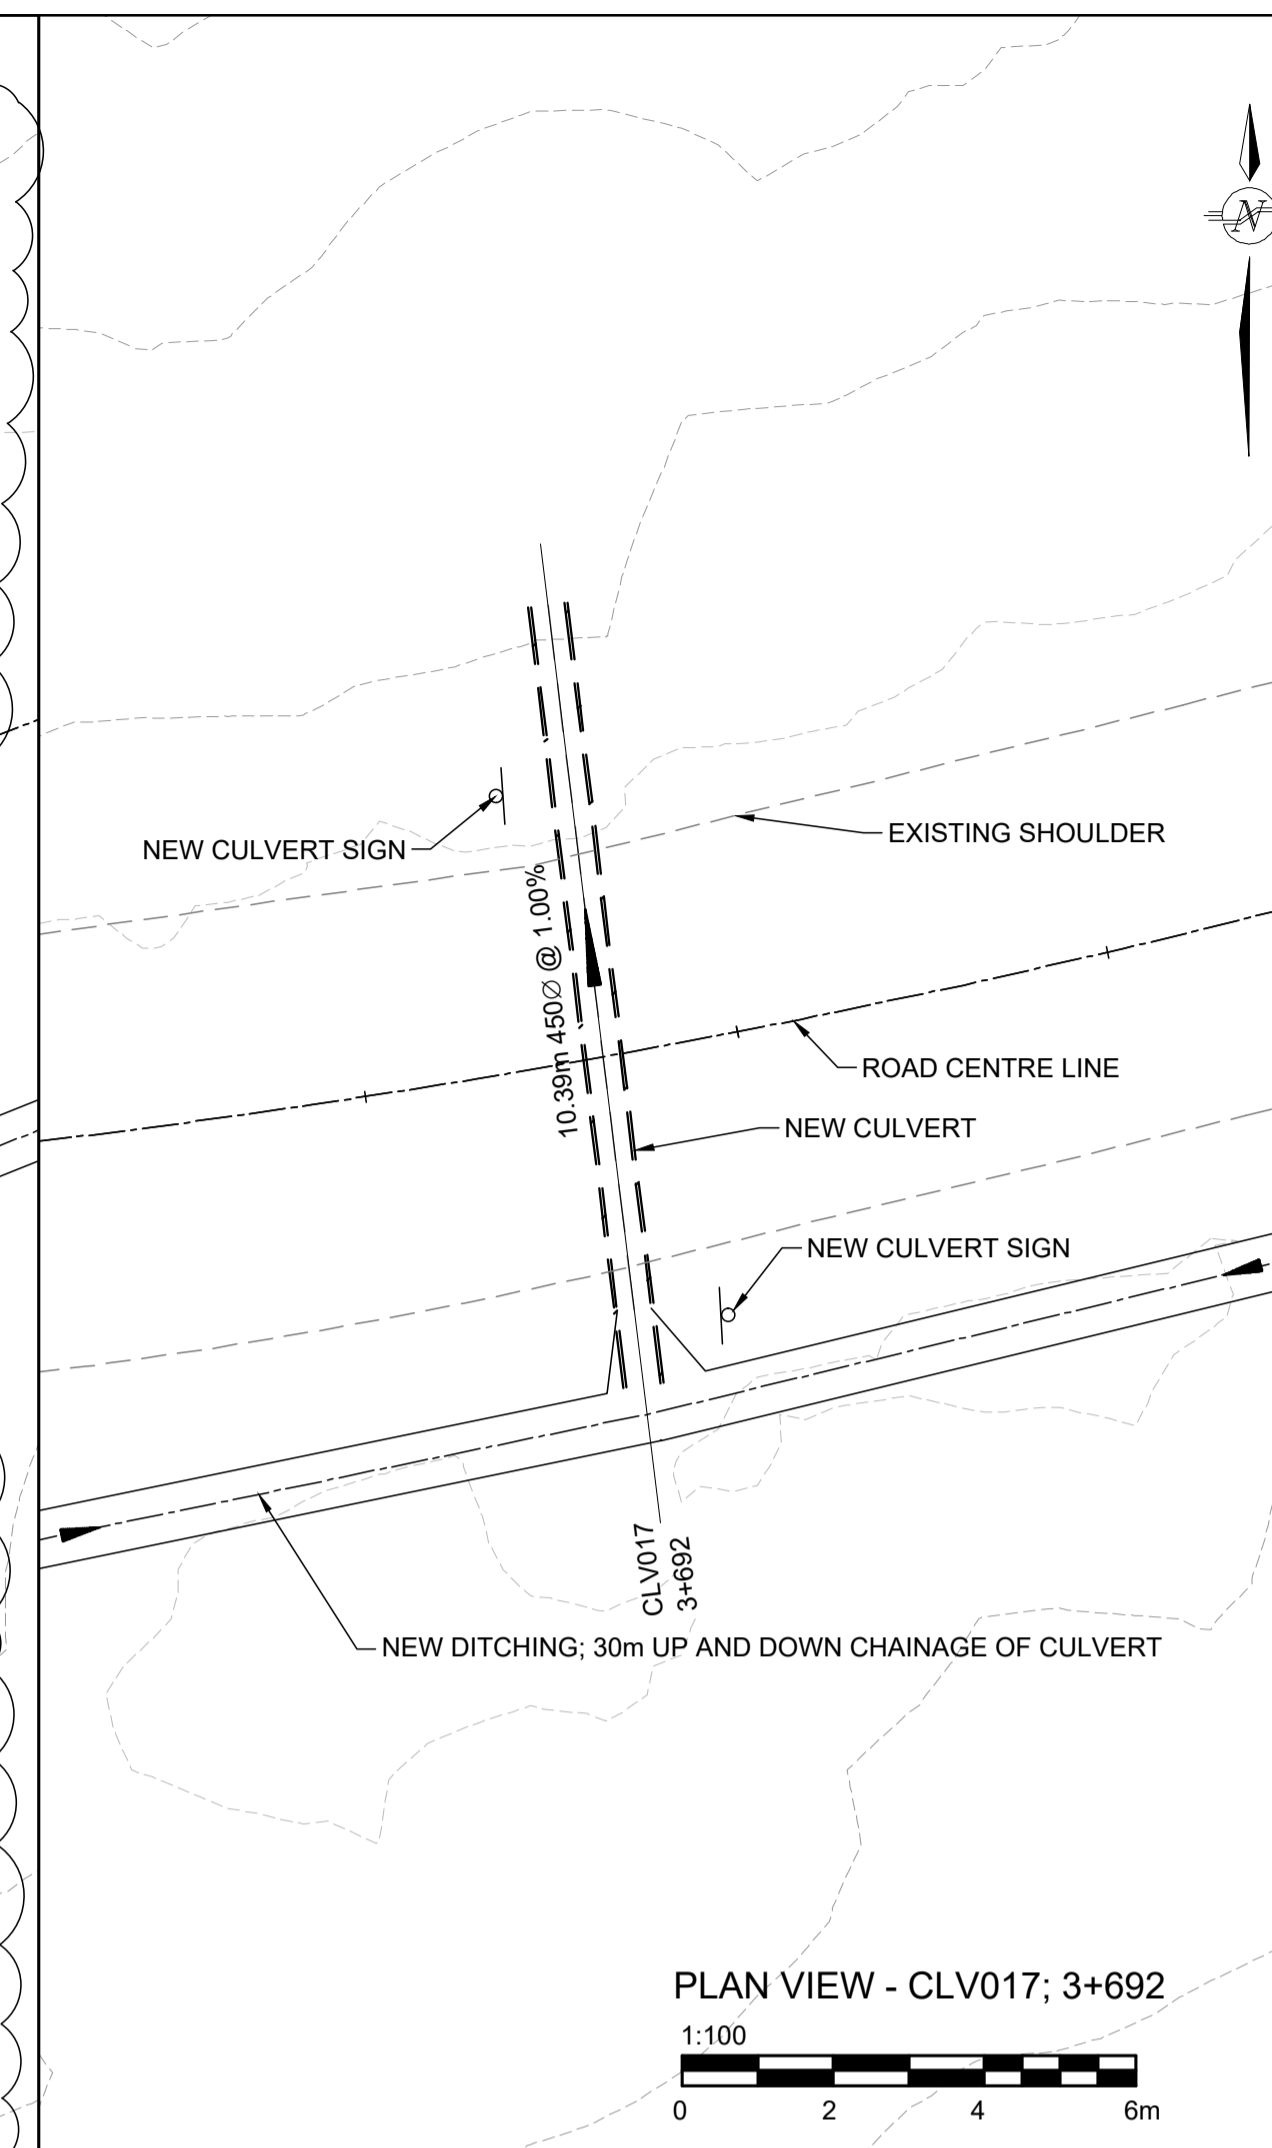 N
NEW CULVERT SIGN
EXISTING SHOULDER
10.39m 450Ø @ 1.00%
ROAD CENTRE LINE
NEW CULVERT
NEW CULVERT SIGN
CLV017
3+692
NEW DITCHING; 30m UP AND DOWN CHAINAGE OF CULVERT
PLAN VIEW - CLV017; 3+692
1:100
0 2 4 6m